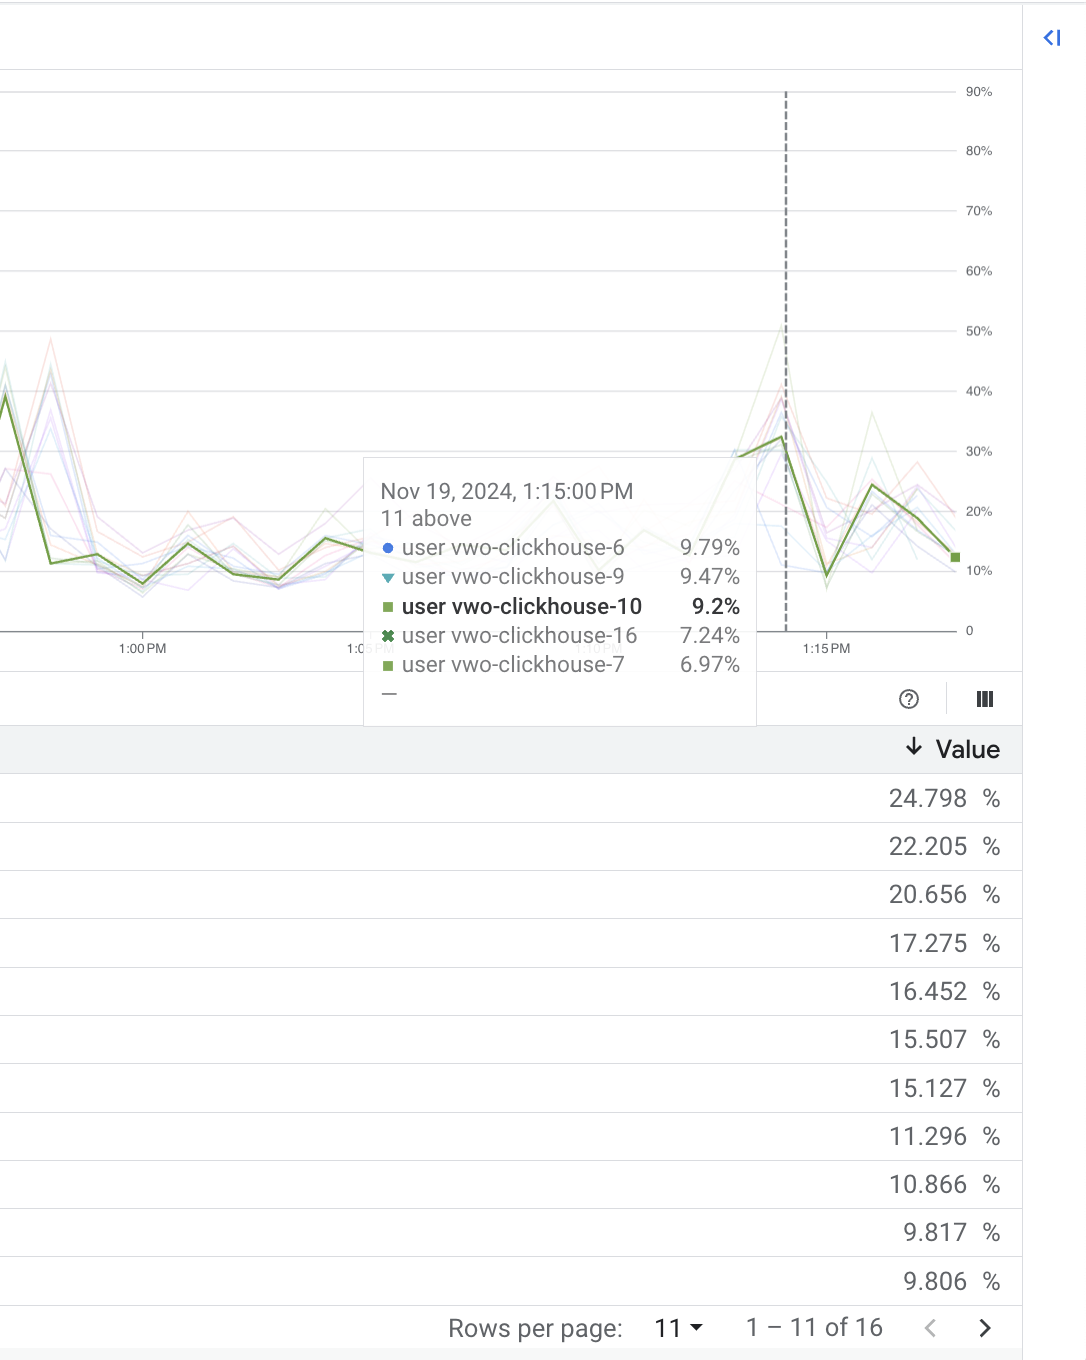 90%
80%
70%
60%
50%
40%
30%
20%
10%
0
Nov 19, 2024, 1:15:00 PM
11 above
user vwo-clickhouse-6 9.79%
user vwo-clickhouse-9 9.47%
user vwo-clickhouse-10 9.2%
user vwo-clickhouse-16 7.24%
user vwo-clickhouse-7 6.97%
—
1:00 PM 1:05 PM 1:10 PM 1:15 PM
Value
24.798 %
22.205 %
20.656 %
17.275 %
16.452 %
15.507 %
15.127 %
11.296 %
10.866 %
9.817 %
9.806 %
Rows per page: 11 1 – 11 of 16